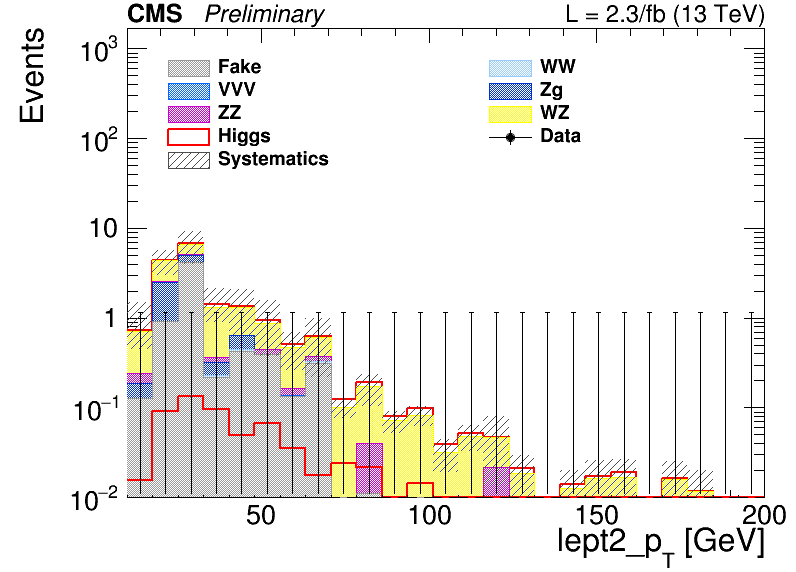 CMS Preliminary L = 2.3/fb (13 TeV)
Events
Fake WW
VVV Zg
ZZ WZ
Higgs Data
Systematics
10³
10²
10
1
10⁻¹
10⁻²
50 100 150 200
lept2_p_T [GeV]